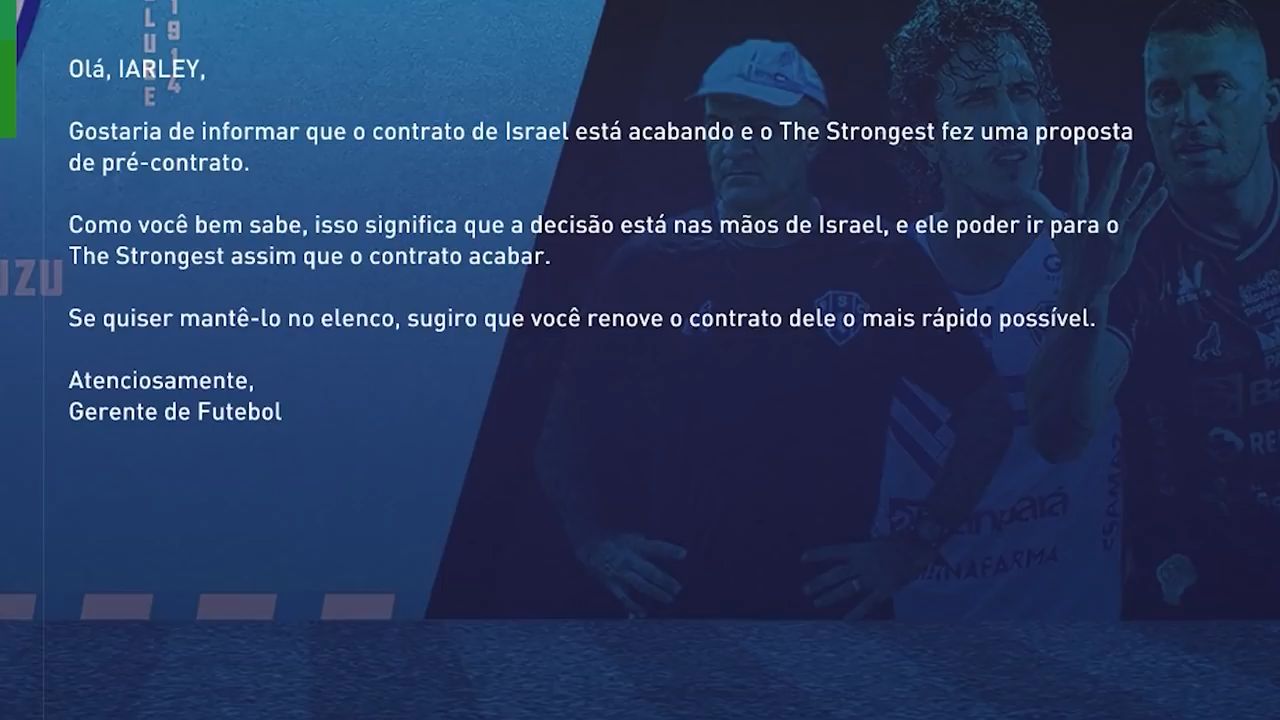 Olá, IARLEY,
Gostaria de informar que o contrato de Israel está acabando e o The Strongest fez uma proposta
de pré-contrato.
Como você bem sabe, isso significa que a decisão está nas mãos de Israel, e ele poder ir para o
The Strongest assim que o contrato acabar.
Se quiser mantê-lo no elenco, sugiro que você renove o contrato dele o mais rápido possível.
Atenciosamente,
Gerente de Futebol
1914